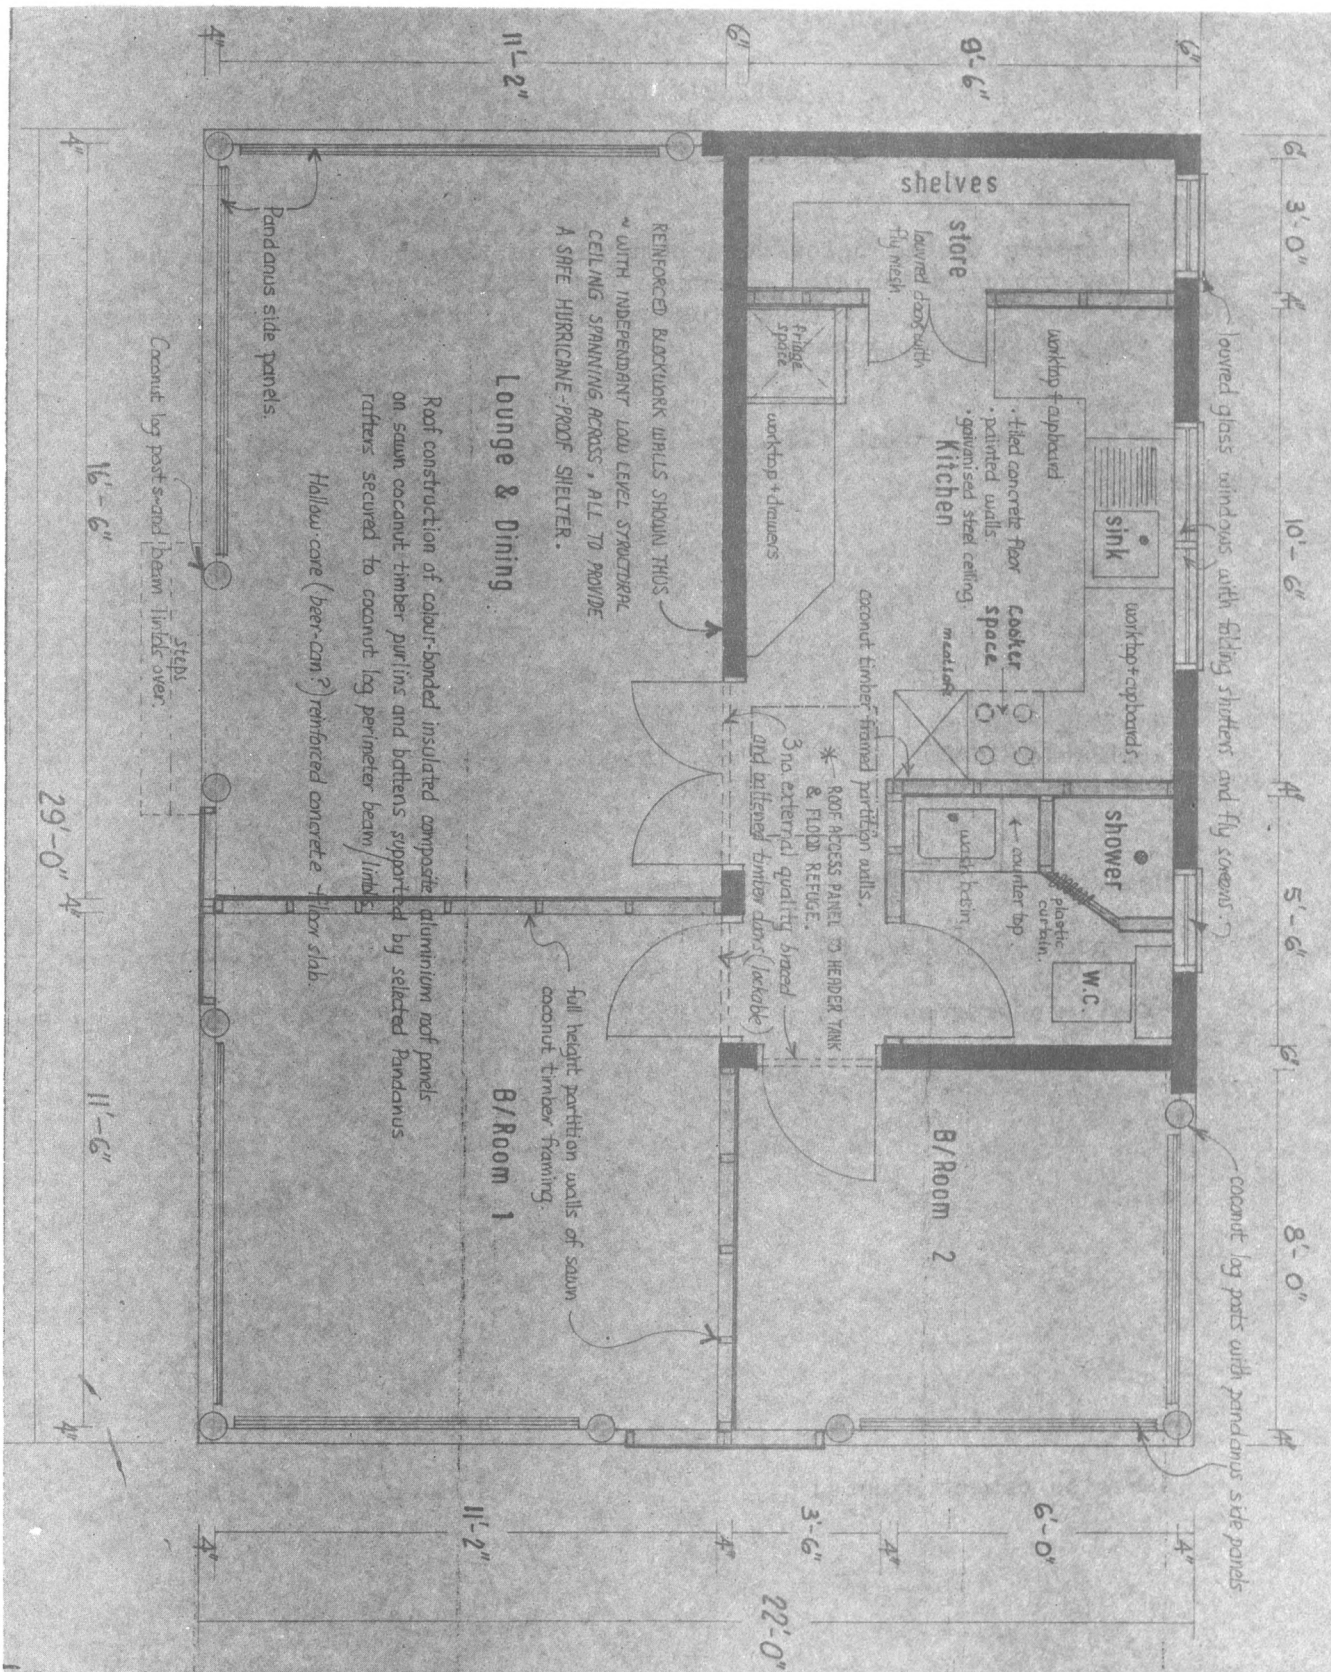 louvred glass windows with folding shutters and fly screens.
coconut log posts with pandanus side panels
6"
3'-0"
4"
10'-6"
4"
5'-6"
6"
8'-0"
4"
6"
9'-6"
6"
11'-2"
4"
shelves
store
louvred doors with
fly mesh
worktop + cupboard
sink
worktop + cupboards.
Kitchen
· tiled concrete floor
· painted walls
· galvanised steel ceiling.
cooker
space
meatsafe
fridge
space
worktop + drawers
coconut timber framed partition walls.
shower
plastic
curtain.
← counter top.
wash basin
W.C.
* ROOF ACCESS PANEL TO HEADER TANK
& FLOOD REFUGE.
3 no. external quality braced
and battened timber doors (lockable)
B/Room 2
REINFORCED BLOCKWORK WALLS SHOWN THUS
* WITH INDEPENDANT LOW LEVEL STRUCTURAL
CEILING SPANNING ACROSS, ALL TO PROVIDE
A SAFE HURRICANE-PROOF SHELTER.
Lounge & Dining
full height partition walls of sawn
coconut timber framing.
B/Room 1
Roof construction of colour-bonded insulated composite aluminium roof panels
on sawn coconut timber purlins and battens supported by selected Pandanus
rafters secured to coconut log perimeter beam lintols.
Hollow core (beer-can?) reinforced concrete floor slab.
Pandanus side panels.
Coconut log posts and beam lintols over.
steps
4"
16'-6"
4"
11'-6"
4"
29'-0"
4"
6'-0"
4"
3'-6"
4"
11'-2"
4"
22'-0"